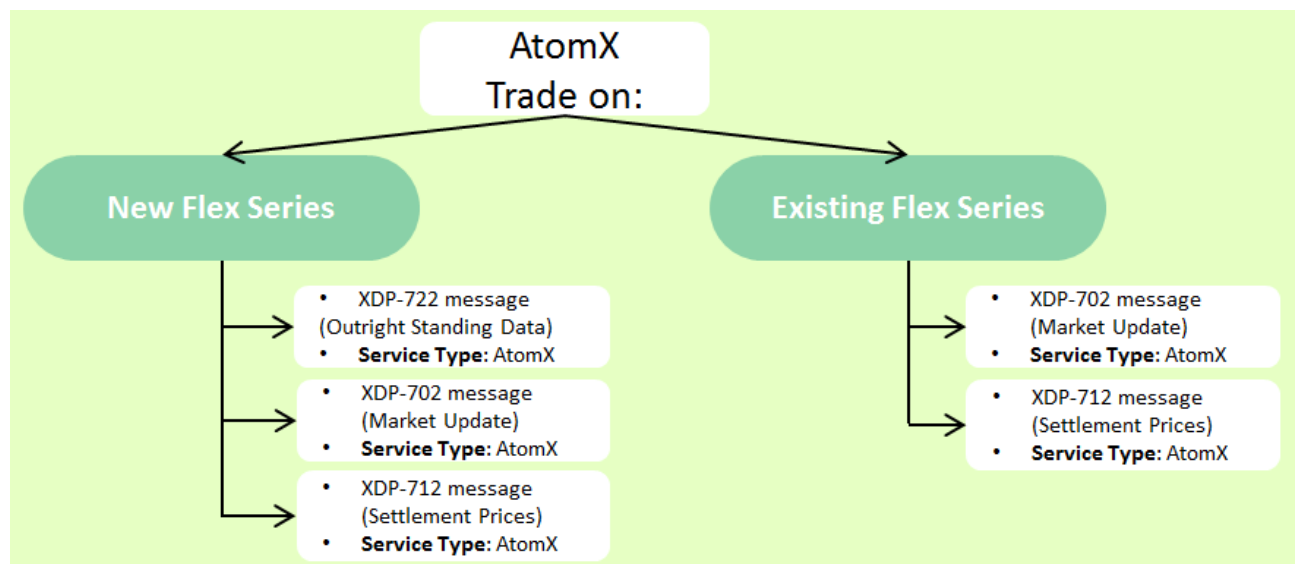 AtomX
Trade on:
New Flex Series
Existing Flex Series
• XDP-722 message
(Outright Standing Data)
• Service Type: AtomX
• XDP-702 message
(Market Update)
• Service Type: AtomX
• XDP-712 message
(Settlement Prices)
• Service Type: AtomX
• XDP-702 message
(Market Update)
• Service Type: AtomX
• XDP-712 message
(Settlement Prices)
• Service Type: AtomX